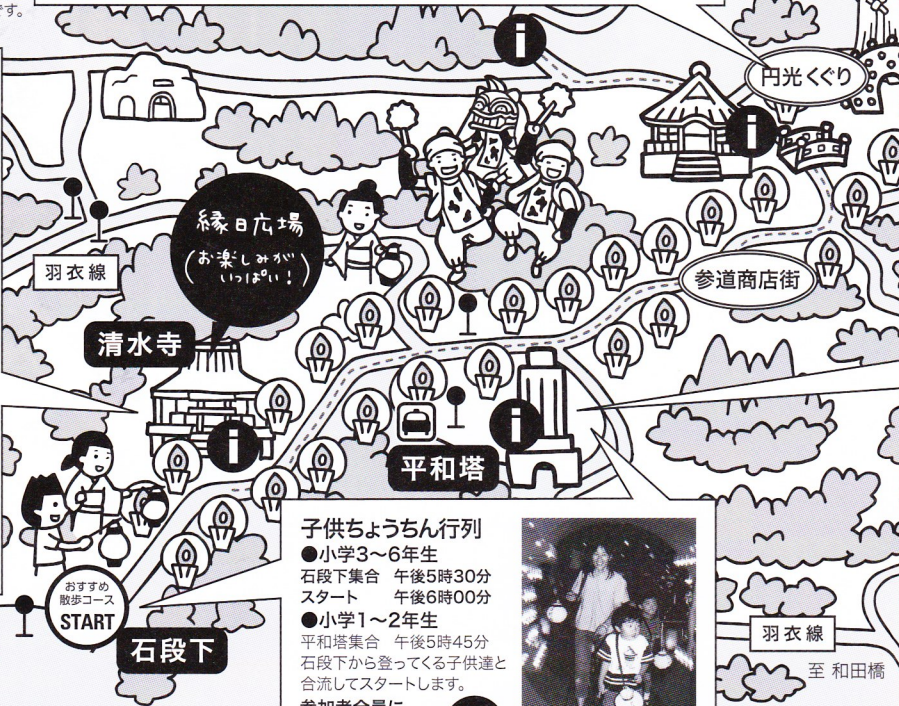 です。
i
円光くぐり
i
縁日広場
(お楽しみが
いっぱい!)
羽衣線
参道商店街
清水寺
i
i
平和塔
おすすめ
散歩コース
START
石段下
子供ちょうちん行列
●小学3〜6年生
石段下集合 午後5時30分
スタート 午後6時00分
●小学1〜2年生
平和塔集合 午後5時45分
石段下から登ってくる子供達と
合流してスタートします。
羽衣線
至 和田橋